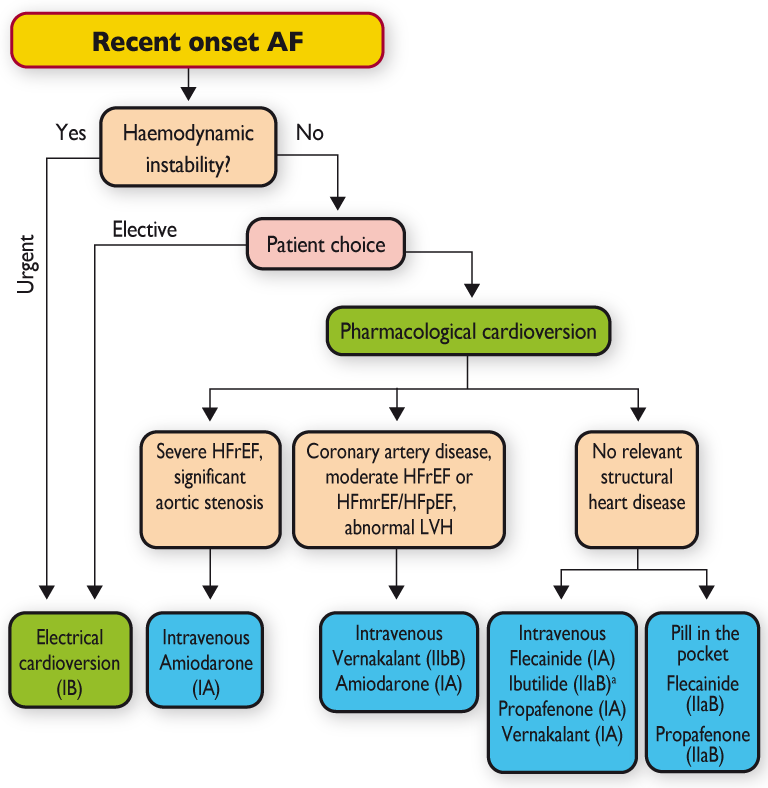 Recent onset AF
Yes
Haemodynamic
instability?
No
Urgent
Elective
Patient choice
Pharmacological cardioversion
Severe HFrEF,
significant
aortic stenosis
Coronary artery disease,
moderate HFrEF or
HFmrEF/HFpEF,
abnormal LVH
No relevant
structural
heart disease
Electrical
cardioversion
(IB)
Intravenous
Amiodarone
(IA)
Intravenous
Vernakalant (IIbB)
Amiodarone (IA)
Intravenous
Flecainide (IA)
Ibutilide (IIaB)ᵃ
Propafenone (IA)
Vernakalant (IA)
Pill in the
pocket
Flecainide
(IIaB)
Propafenone
(IIaB)